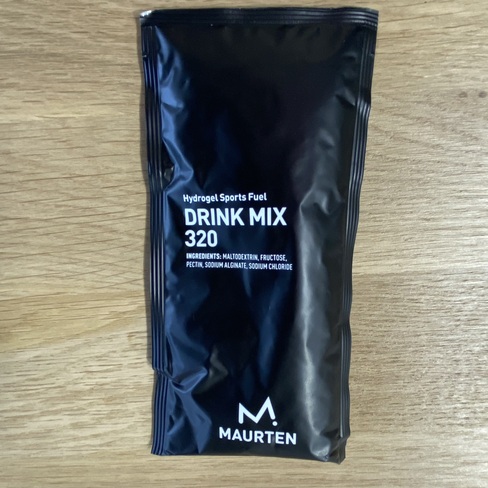 Hydrogel Sports Fuel
DRINK MIX
320
INGREDIENTS: MALTODEXTRIN, FRUCTOSE,
PECTIN, SODIUM ALGINATE, SODIUM CHLORIDE
MAURTEN